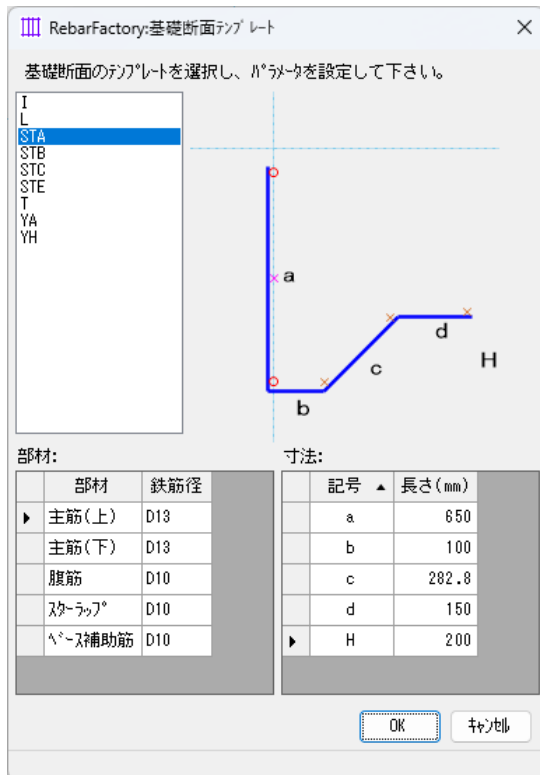 RebarFactory:基礎断面ﾃﾝﾌﾟﾚｰﾄ
基礎断面のﾃﾝﾌﾟﾚｰﾄを選択し、ﾊﾟﾗﾒｰﾀを設定して下さい。
I
L
STA
STB
STC
STE
T
YA
YH
a
d
H
c
b
部材:
部材 鉄筋径
主筋(上) D13
主筋(下) D13
腹筋 D10
ｽﾀｰﾗｯﾌﾟ D10
ﾍﾞｰｽ補助筋 D10
寸法:
記号 長さ(mm)
a 650
b 100
c 282.8
d 150
H 200
OK ｷｬﾝｾﾙ